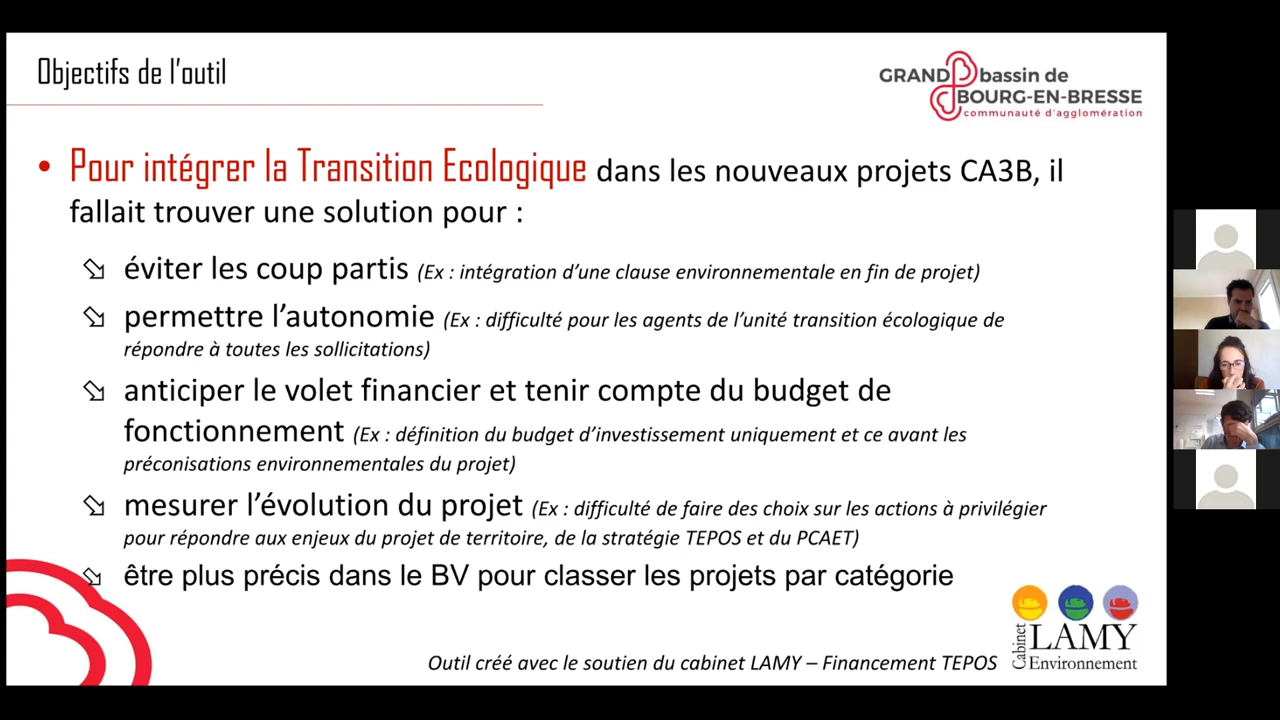 Objectifs de l'outil
GRAND bassin de
BOURG-EN-BRESSE
communauté d'agglomération
• Pour intégrer la Transition Ecologique dans les nouveaux projets CA3B, il
fallait trouver une solution pour :
éviter les coup partis (Ex : intégration d'une clause environnementale en fin de projet)
permettre l'autonomie (Ex : difficulté pour les agents de l'unité transition écologique de
répondre à toutes les sollicitations)
anticiper le volet financier et tenir compte du budget de
fonctionnement (Ex : définition du budget d'investissement uniquement et ce avant les
préconisations environnementales du projet)
mesurer l'évolution du projet (Ex : difficulté de faire des choix sur les actions à privilégier
pour répondre aux enjeux du projet de territoire, de la stratégie TEPOS et du PCAET)
être plus précis dans le BV pour classer les projets par catégorie
Outil créé avec le soutien du cabinet LAMY – Financement TEPOS
Cabinet
LAMY
Environnement